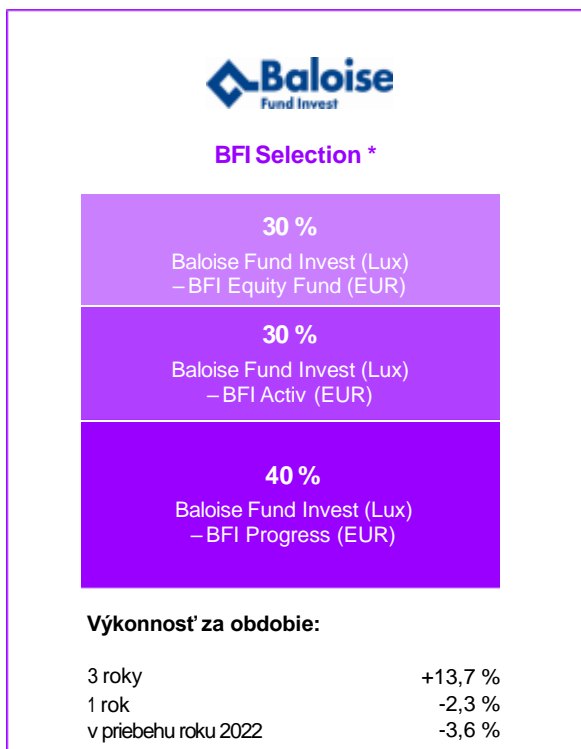 Baloise
Fund Invest
BFI Selection *
30 %
Baloise Fund Invest (Lux)
– BFI Equity Fund (EUR)
30 %
Baloise Fund Invest (Lux)
– BFI Activ (EUR)
40 %
Baloise Fund Invest (Lux)
– BFI Progress (EUR)
Výkonnosť za obdobie:
3 roky +13,7 %
1 rok -2,3 %
v priebehu roku 2022 -3,6 %